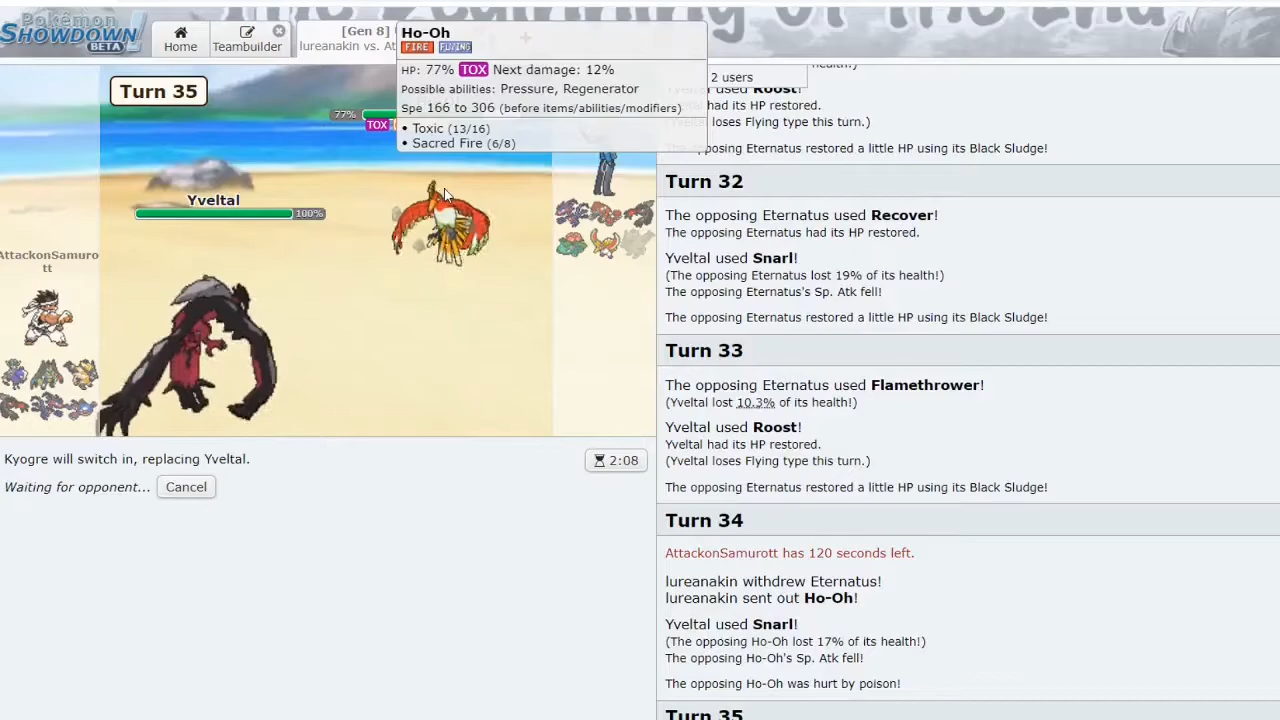 The Beginning of the End
Pokémon
SHOWDOWN
BETA
Home
Teambuilder
[Gen 8]
lureanakin vs. At
Ho-Oh
FIRE FLYING
HP: 77% TOX Next damage: 12%
Possible abilities: Pressure, Regenerator
Spe 166 to 306 (before items/abilities/modifiers)
• Toxic (13/16)
• Sacred Fire (6/8)
2 users
Turn 35
77%
TOX
Yveltal
100%
AttackonSamuro
tt
Kyogre will switch in, replacing Yveltal.
2:08
Waiting for opponent... Cancel
health!)
used Roost!
had its HP restored.
loses Flying type this turn.)
opposing Eternatus restored a little HP using its Black Sludge!
Turn 32
The opposing Eternatus used Recover!
The opposing Eternatus had its HP restored.
Yveltal used Snarl!
(The opposing Eternatus lost 19% of its health!)
The opposing Eternatus's Sp. Atk fell!
The opposing Eternatus restored a little HP using its Black Sludge!
Turn 33
The opposing Eternatus used Flamethrower!
(Yveltal lost 10.3% of its health!)
Yveltal used Roost!
Yveltal had its HP restored.
(Yveltal loses Flying type this turn.)
The opposing Eternatus restored a little HP using its Black Sludge!
Turn 34
AttackonSamurott has 120 seconds left.
lureanakin withdrew Eternatus!
lureanakin sent out Ho-Oh!
Yveltal used Snarl!
(The opposing Ho-Oh lost 17% of its health!)
The opposing Ho-Oh's Sp. Atk fell!
The opposing Ho-Oh was hurt by poison!
Turn 35